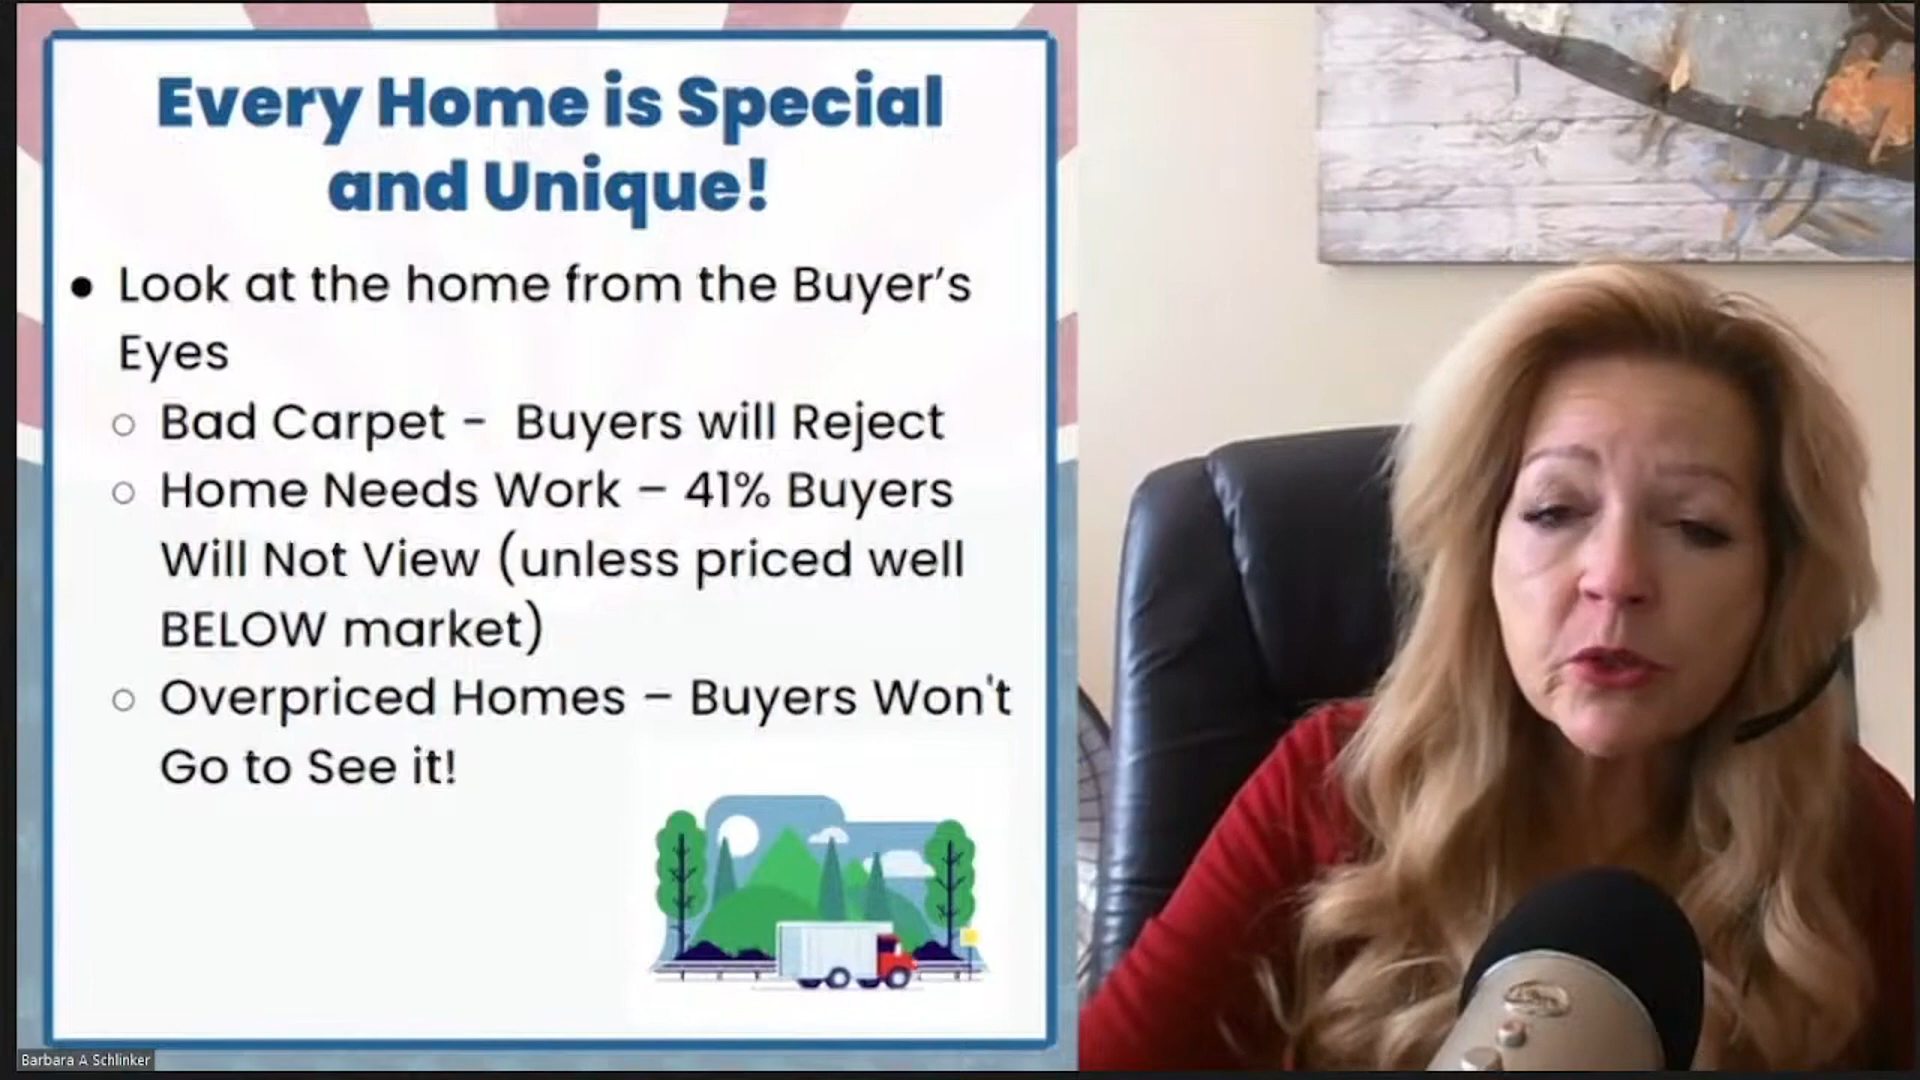 Every Home is Special
and Unique!
● Look at the home from the Buyer’s
Eyes
○ Bad Carpet - Buyers will Reject
○ Home Needs Work – 41% Buyers
Will Not View (unless priced well
BELOW market)
○ Overpriced Homes – Buyers Won't
Go to See it!
Barbara A Schlinker